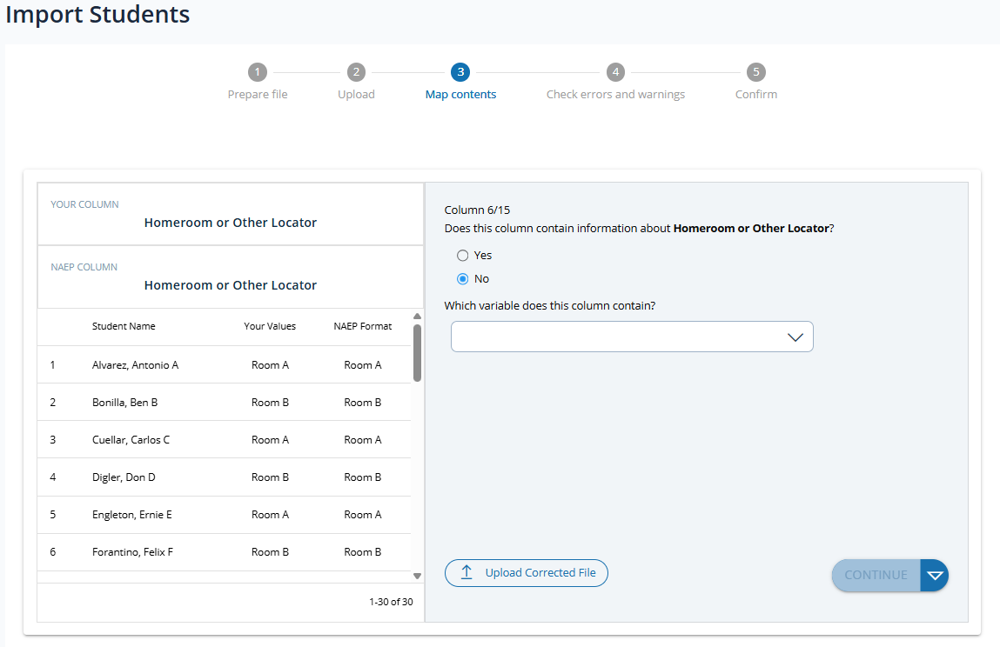 Import Students
1 2 3 4 5
Prepare file Upload Map contents Check errors and warnings Confirm
YOUR COLUMN
Homeroom or Other Locator
NAEP COLUMN
Homeroom or Other Locator
Student Name Your Values NAEP Format
1 Alvarez, Antonio A Room A Room A
2 Bonilla, Ben B Room B Room B
3 Cuellar, Carlos C Room A Room A
4 Digler, Don D Room B Room B
5 Engleton, Ernie E Room A Room A
6 Forantino, Felix F Room B Room B
1-30 of 30
Column 6/15
Does this column contain information about Homeroom or Other Locator?
Yes
No
Which variable does this column contain?
Upload Corrected File
CONTINUE